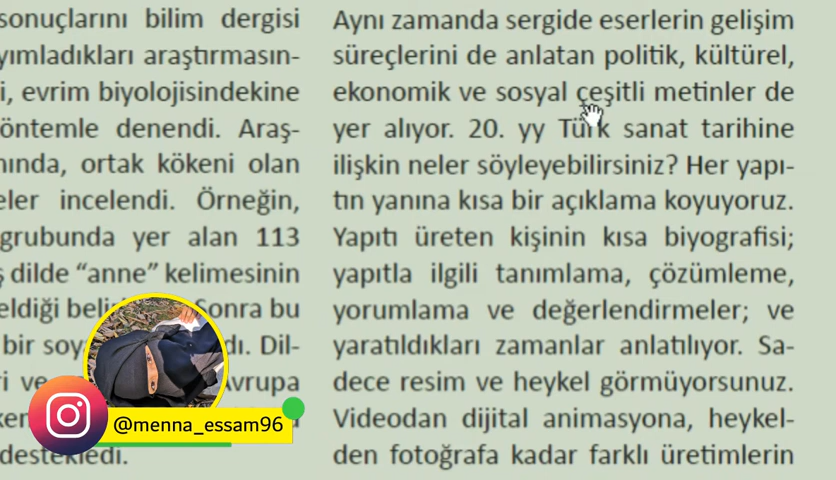 sonuçlarını bilim dergisi
yımladıkları araştırmasın-
i, evrim biyolojisindekine
öntemle denendi. Araş-
nında, ortak kökeni olan
eler incelendi. Örneğin,
grubunda yer alan 113
ş dilde “anne” kelimesinin
eldiği beli Sonra bu
bir soy dı. Dil-
ri ve Avrupa
destekledi.
Aynı zamanda sergide eserlerin gelişim
süreçlerini de anlatan politik, kültürel,
ekonomik ve sosyal çeşitli metinler de
yer alıyor. 20. yy Türk sanat tarihine
ilişkin neler söyleyebilirsiniz? Her yapı-
tın yanına kısa bir açıklama koyuyoruz.
Yapıtı üreten kişinin kısa biyografisi;
yapıtla ilgili tanımlama, çözümleme,
yorumlama ve değerlendirmeler; ve
yaratıldıkları zamanlar anlatılıyor. Sa-
dece resim ve heykel görmüyorsunuz.
Videodan dijital animasyona, heykel-
den fotoğrafa kadar farklı üretimlerin
@menna_essam96